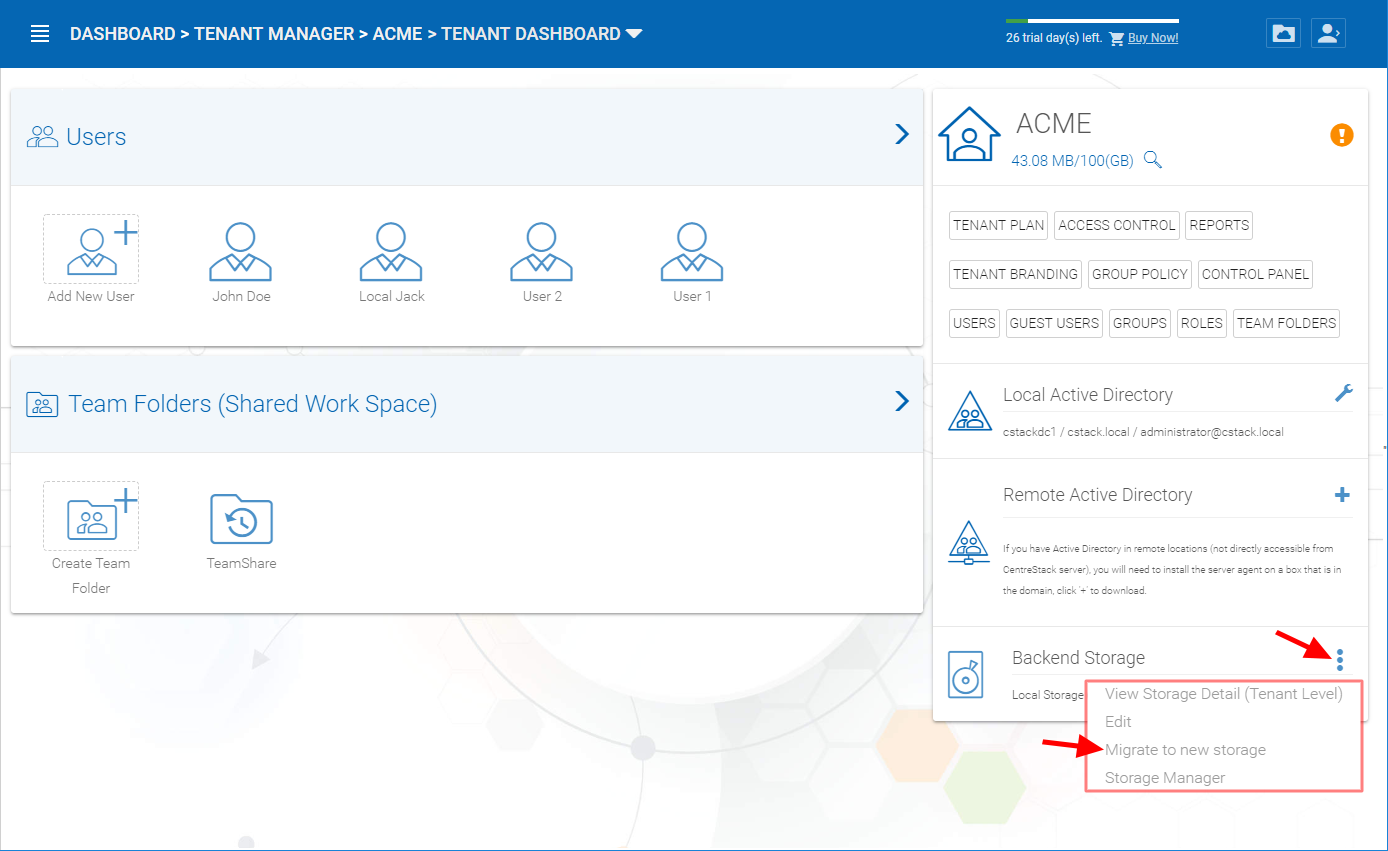 DASHBOARD > TENANT MANAGER > ACME > TENANT DASHBOARD
26 trial day(s) left. Buy Now!
Users
Add New User
John Doe
Local Jack
User 2
User 1
Team Folders (Shared Work Space)
Create Team
Folder
TeamShare
ACME
43.08 MB/100(GB)
TENANT PLAN ACCESS CONTROL REPORTS
TENANT BRANDING GROUP POLICY CONTROL PANEL
USERS GUEST USERS GROUPS ROLES TEAM FOLDERS
Local Active Directory
cstackdc1 / cstack.local / administrator@cstack.local
Remote Active Directory
If you have Active Directory in remote locations (not directly accessible from
CentreStack server), you will need to install the server agent on a box that is in
the domain, click '+' to download.
Backend Storage
Local Storage
View Storage Detail (Tenant Level)
Edit
Migrate to new storage
Storage Manager